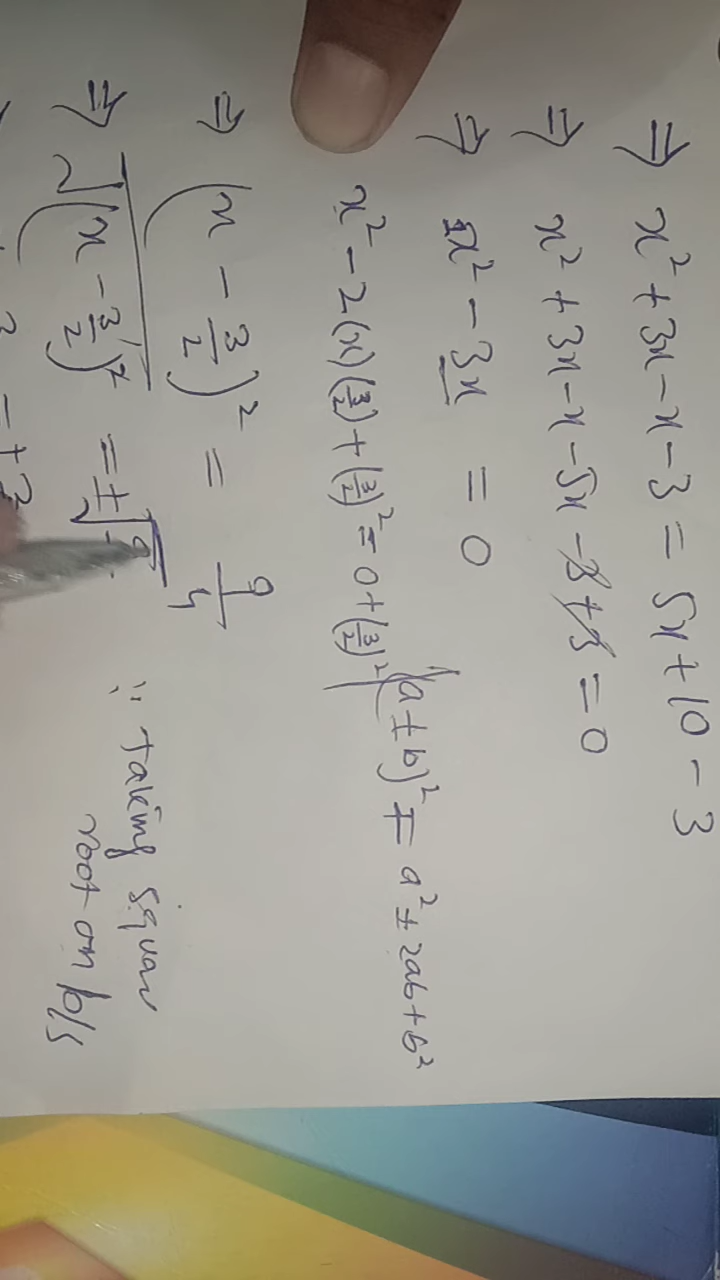 ⇒ x² + 3x - x - 3 = 5x + 10 - 3
⇒ x² + 3x - x - 5x - 3 + 3 = 0
⇒ x² - 3x = 0
x² - 2(x)(3/2) + (3/2)² = 0 + (3/2)² (a ± b)² = a² ± 2ab + b²
⇒ (x - 3/2)² = 9/4
⇒ √(x - 3/2)² = ±√9 ∵ taking square
root on b/s